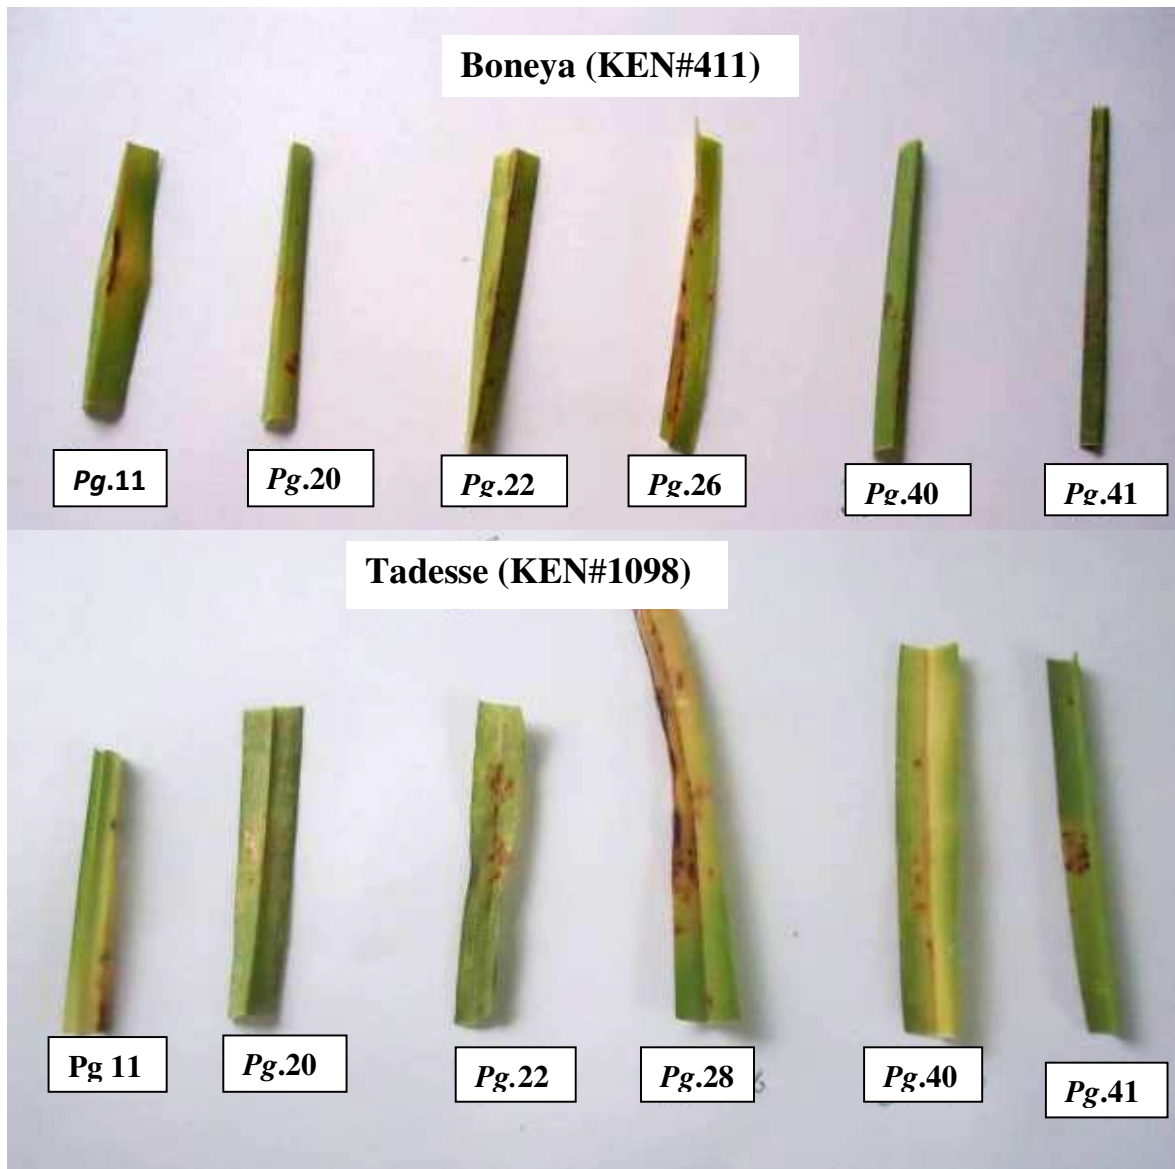 Boneya (KEN#411)
Pg.11 Pg.20 Pg.22 Pg.26 Pg.40 Pg.41
Tadesse (KEN#1098)
Pg 11 Pg.20 Pg.22 Pg.28 Pg.40 Pg.41